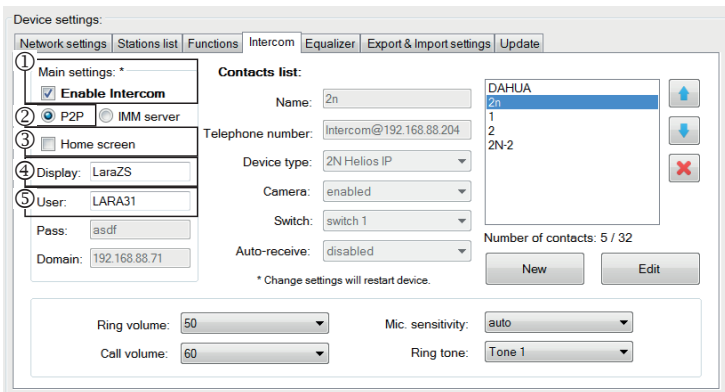 Device settings:
Network settings Stations list Functions Intercom Equalizer Export & Import settings Update
① Main settings: *
Enable Intercom
② P2P IMM server
③ Home screen
④ Display: LaraZS
⑤ User: LARA31
Pass: asdf
Domain: 192.168.88.71
Contacts list:
Name: 2n
Telephone number: Intercom@192.168.88.204
Device type: 2N Helios IP
Camera: enabled
Switch: switch 1
Auto-receive: disabled
* Change settings will restart device.
DAHUA
2n
1
2
2N-2
Number of contacts: 5 / 32
New Edit
Ring volume: 50 Mic. sensitivity: auto
Call volume: 60 Ring tone: Tone 1